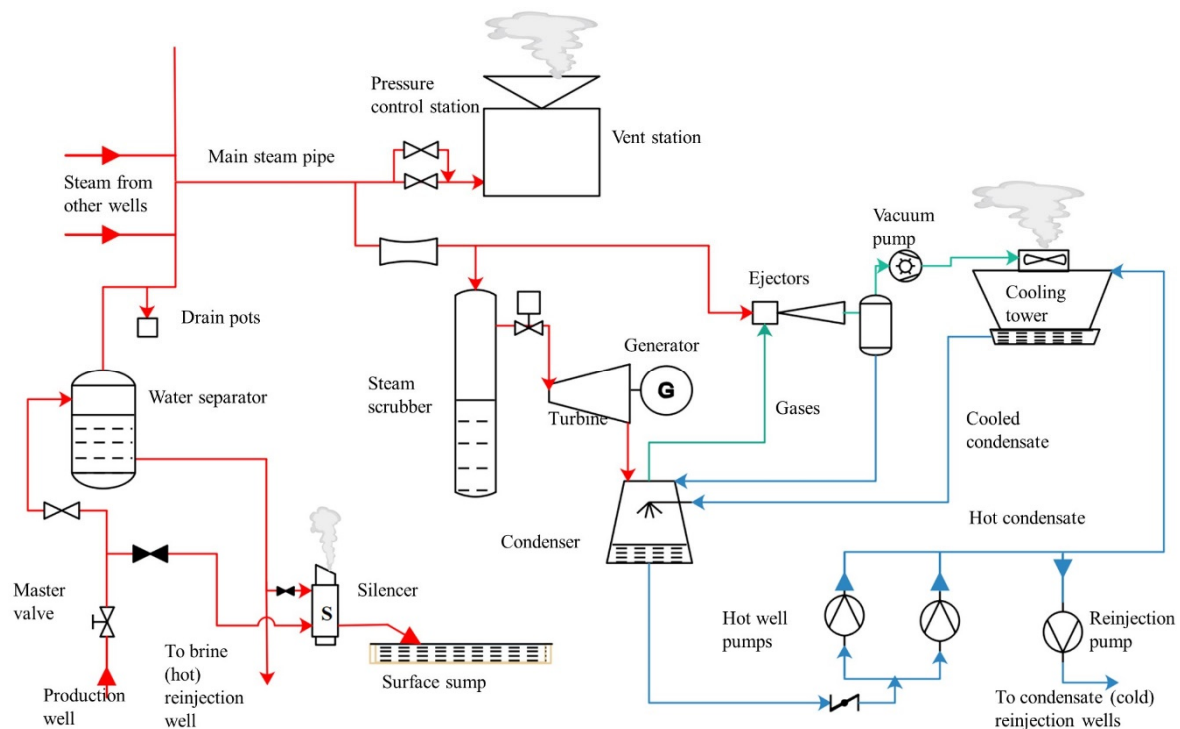 Pressure
control station
Vent station
Main steam pipe
Steam from
other wells
Vacuum
pump
Ejectors
Cooling
tower
Drain pots
Generator
G
Water separator
Steam
scrubber
Turbine
Gases
Cooled
condensate
Hot condensate
Condenser
Master
valve
Silencer
S
Hot well
pumps
Reinjection
pump
To brine
(hot)
reinjection
well
Surface sump
Production
well
To condensate (cold)
reinjection wells